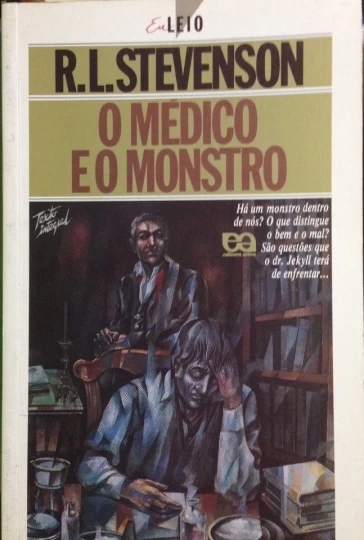 Eu LEIO
R.L.STEVENSON
O MÉDICO
E O MONSTRO
Texto
integral
Há um monstro dentro
de nós? O que distingue
o bem e o mal?
São questões que
o dr. Jekyll terá
de enfrentar...